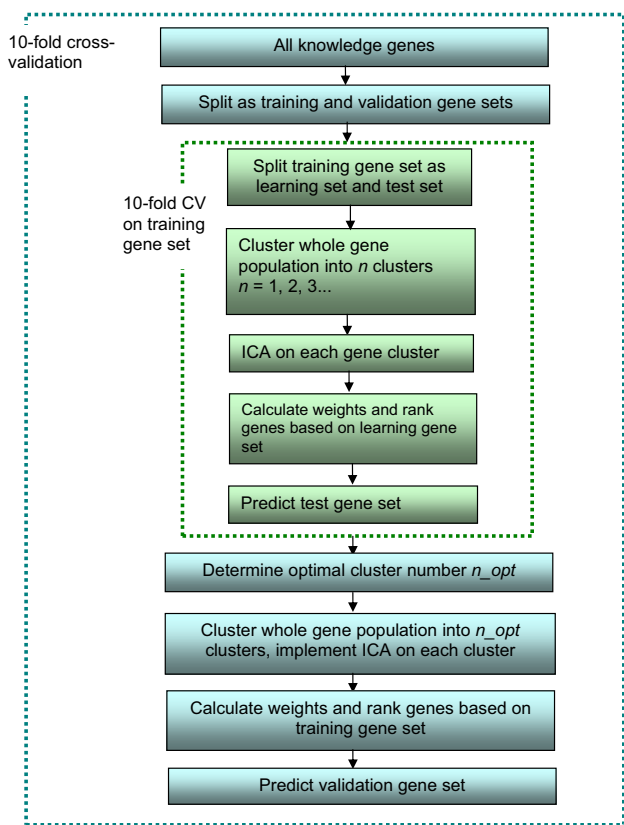 10-fold cross-
validation
All knowledge genes
Split as training and validation gene sets
10-fold CV
on training
gene set
Split training gene set as
learning set and test set
Cluster whole gene
population into n clusters
n = 1, 2, 3...
ICA on each gene cluster
Calculate weights and rank
genes based on learning gene
set
Predict test gene set
Determine optimal cluster number n_opt
Cluster whole gene population into n_opt
clusters, implement ICA on each cluster
Calculate weights and rank genes based on
training gene set
Predict validation gene set